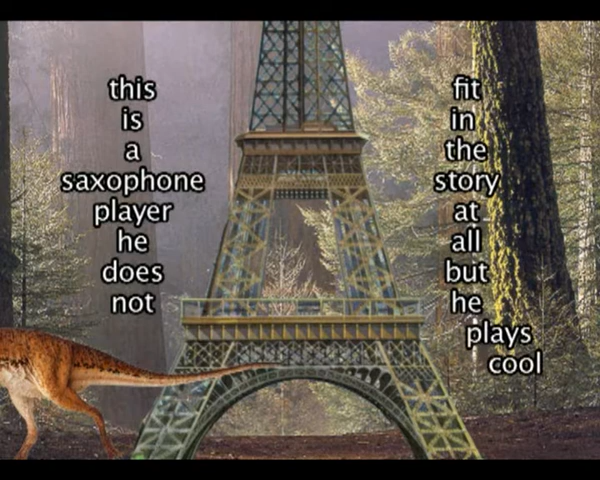 this
is
a
saxophone
player
he
does
not
fit
in
the
story
at
all
but
he
plays
cool